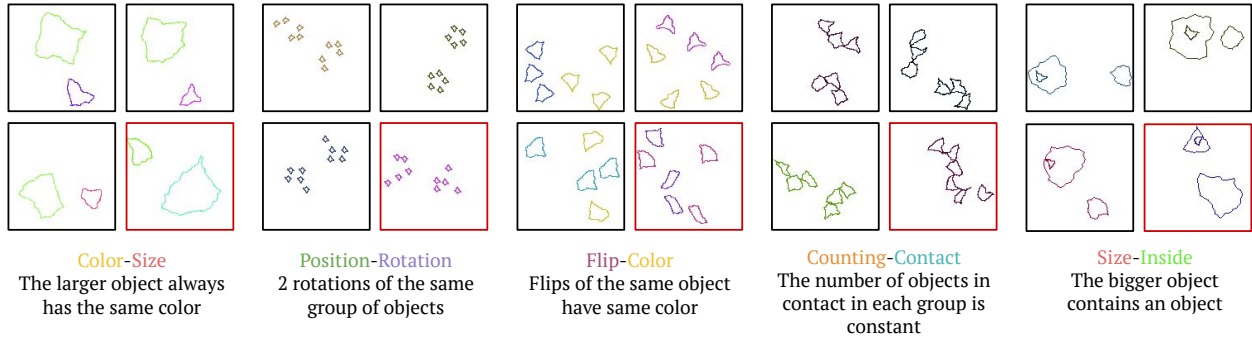 Color-Size
The larger object always
has the same color
Position-Rotation
2 rotations of the same
group of objects
Flip-Color
Flips of the same object
have same color
Counting-Contact
The number of objects in
contact in each group is
constant
Size-Inside
The bigger object
contains an object